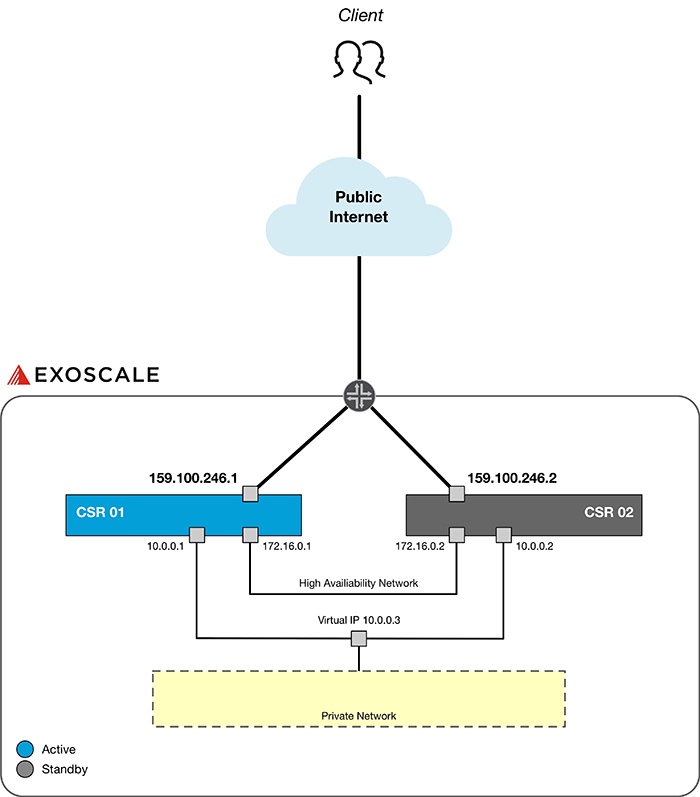 Client
Public
Internet
EXOSCALE
159.100.246.1
159.100.246.2
CSR 01
CSR 02
10.0.0.1
172.16.0.1
172.16.0.2
10.0.0.2
High Availiability Network
Virtual IP 10.0.0.3
Private Network
Active
Standby